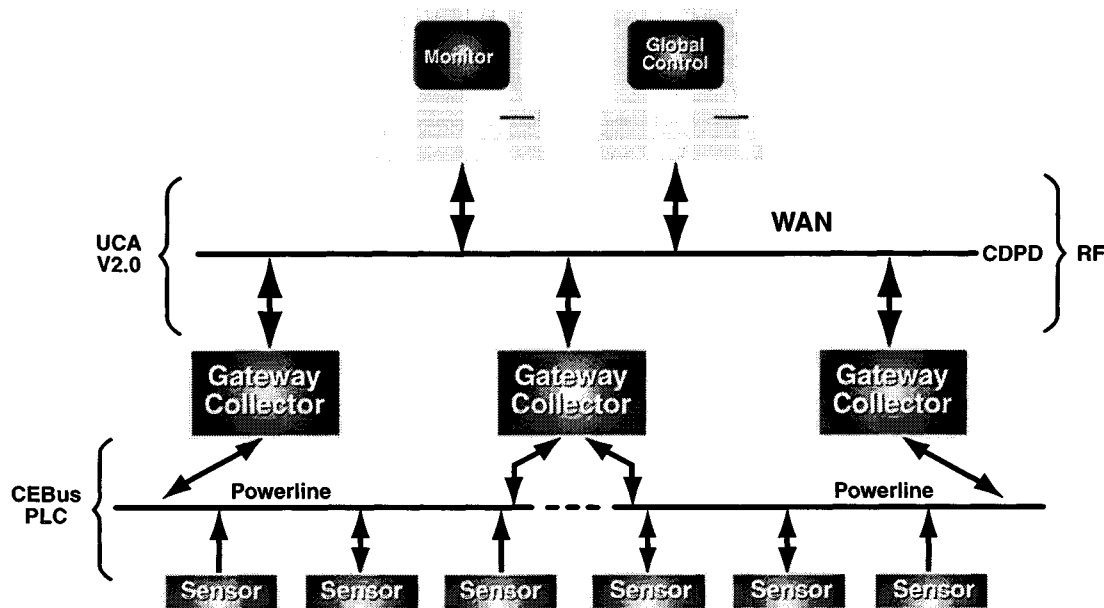 Monitor
Global
Control
WAN
UCA
V2.0
CDPD
RF
Gateway
Collector
Gateway
Collector
Gateway
Collector
CEBus
PLC
Powerline
Powerline
Sensor
Sensor
Sensor
Sensor
Sensor
Sensor